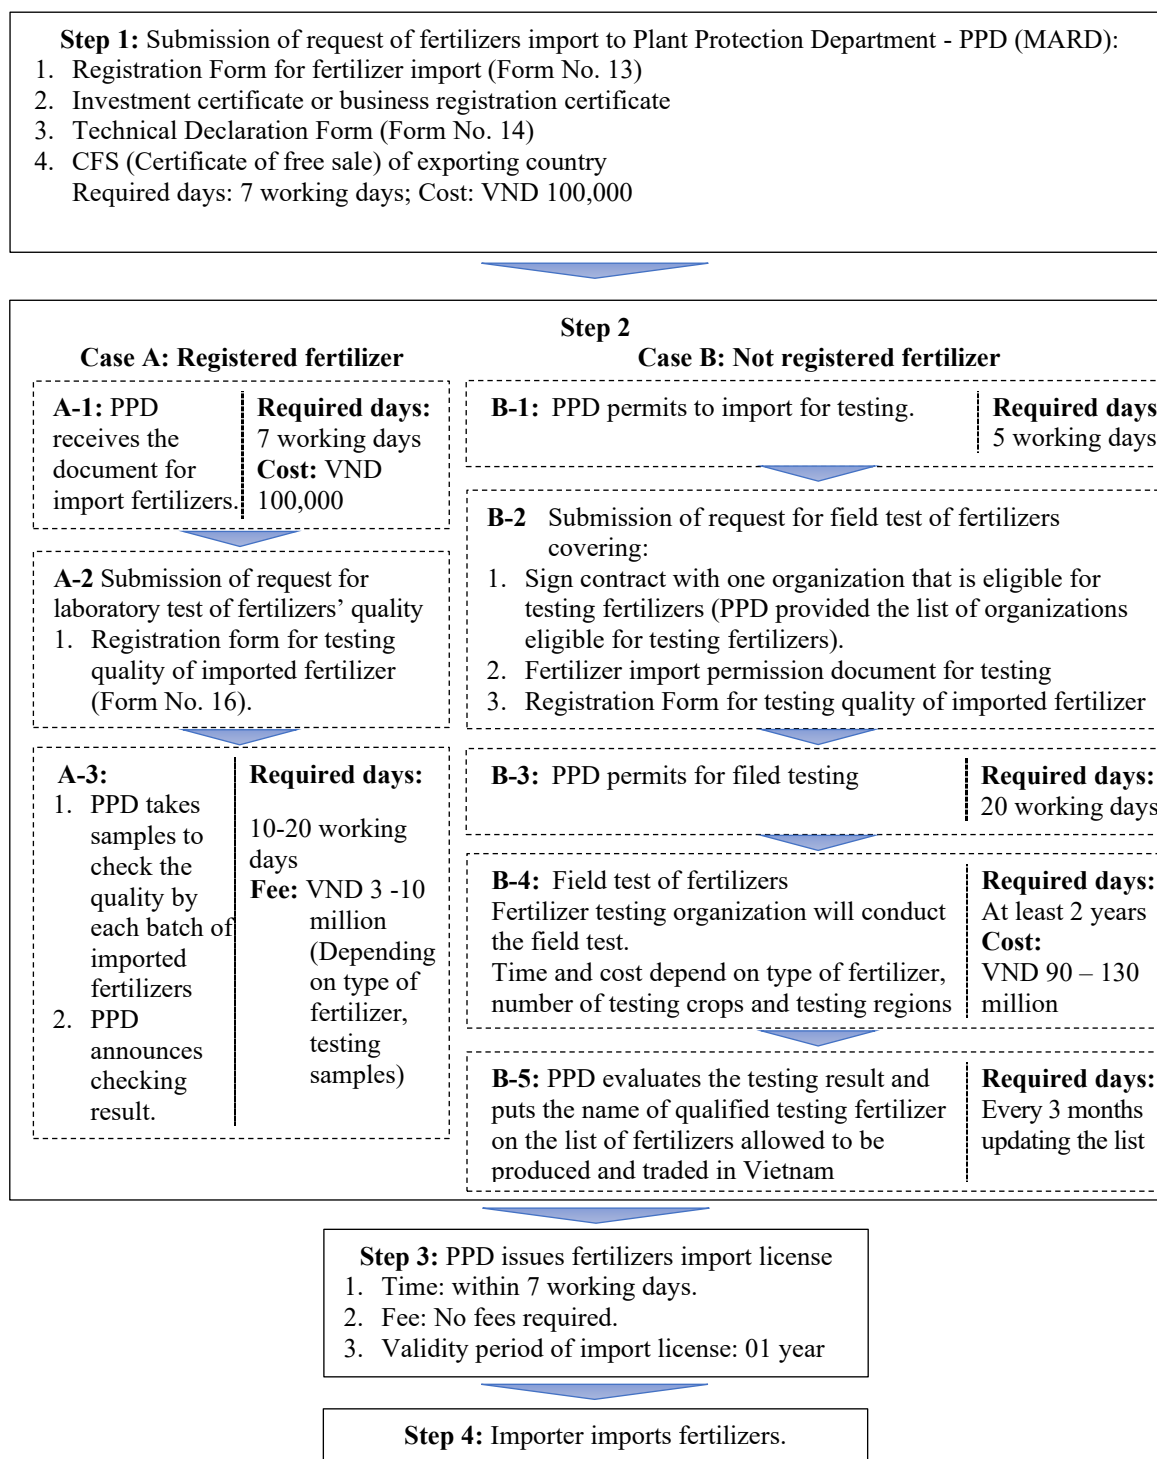 Step 1: Submission of request of fertilizers import to Plant Protection Department - PPD (MARD):
1. Registration Form for fertilizer import (Form No. 13)
2. Investment certificate or business registration certificate
3. Technical Declaration Form (Form No. 14)
4. CFS (Certificate of free sale) of exporting country
Required days: 7 working days; Cost: VND 100,000
Step 2
Case A: Registered fertilizer
A-1: PPD
receives the
document for
import fertilizers.
Required days:
7 working days
Cost: VND
100,000
A-2 Submission of request for
laboratory test of fertilizers’ quality
1. Registration form for testing
quality of imported fertilizer
(Form No. 16).
A-3:
1. PPD takes
samples to
check the
quality by
each batch of
imported
fertilizers
2. PPD
announces
checking
result.
Required days:
10-20 working
days
Fee: VND 3 -10
million
(Depending
on type of
fertilizer,
testing
samples)
Case B: Not registered fertilizer
B-1: PPD permits to import for testing.
Required days
5 working days
B-2 Submission of request for field test of fertilizers
covering:
1. Sign contract with one organization that is eligible for
testing fertilizers (PPD provided the list of organizations
eligible for testing fertilizers).
2. Fertilizer import permission document for testing
3. Registration Form for testing quality of imported fertilizer
B-3: PPD permits for filed testing
Required days:
20 working days
B-4: Field test of fertilizers
Fertilizer testing organization will conduct
the field test.
Time and cost depend on type of fertilizer,
number of testing crops and testing regions
Required days:
At least 2 years
Cost:
VND 90 – 130
million
B-5: PPD evaluates the testing result and
puts the name of qualified testing fertilizer
on the list of fertilizers allowed to be
produced and traded in Vietnam
Required days:
Every 3 months
updating the list
Step 3: PPD issues fertilizers import license
1. Time: within 7 working days.
2. Fee: No fees required.
3. Validity period of import license: 01 year
Step 4: Importer imports fertilizers.